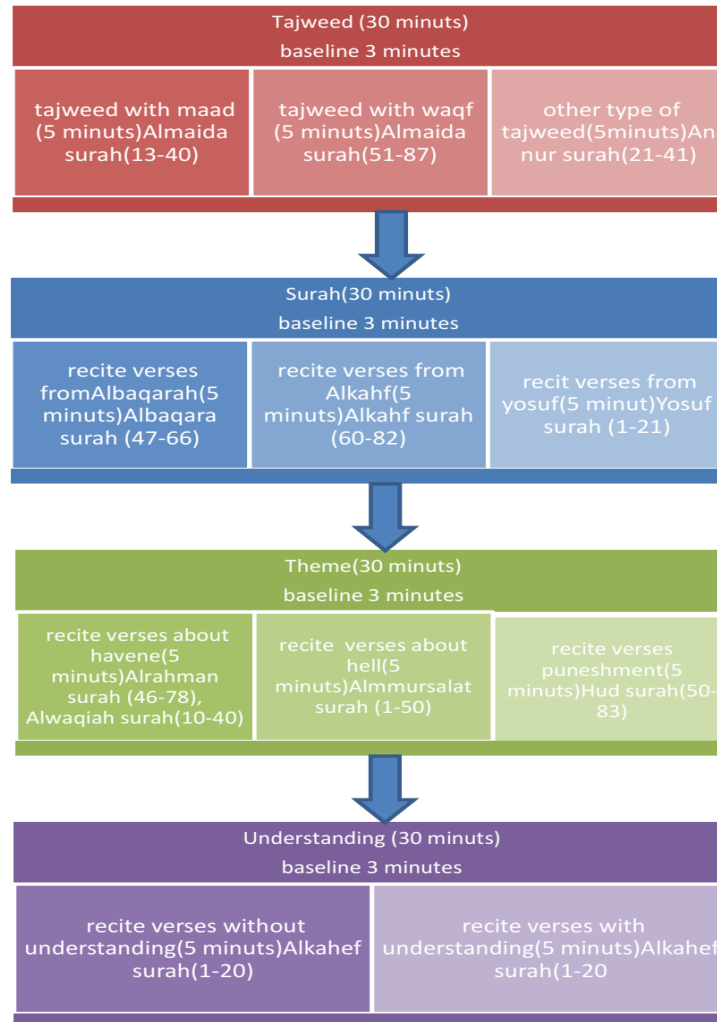 Tajweed (30 minuts)
baseline 3 minutes
tajweed with maad
(5 minuts)Almaida
surah(13-40)
tajweed with waqf
(5 minuts)Almaida
surah(51-87)
other type of
tajweed(5minuts)An
nur surah(21-41)
Surah(30 minuts)
baseline 3 minutes
recite verses
fromAlbaqarah(5
minuts)Albaqara
surah (47-66)
recite verses from
Alkahf(5
minuts)Alkahf surah
(60-82)
recit verses from
yosuf(5 minut)Yosuf
surah (1-21)
Theme(30 minuts)
baseline 3 minutes
recite verses about
havene(5
minuts)Alrahman
surah (46-78),
Alwaqiah surah(10-40)
recite verses about
hell(5
minuts)Almmursalat
surah (1-50)
recite verses
puneshment(5
minuts)Hud surah(50-
83)
Understanding (30 minuts)
baseline 3 minutes
recite verses without
understanding(5 minuts)Alkahef
surah(1-20)
recite verses with
understanding(5 minuts)Alkahef
surah(1-20